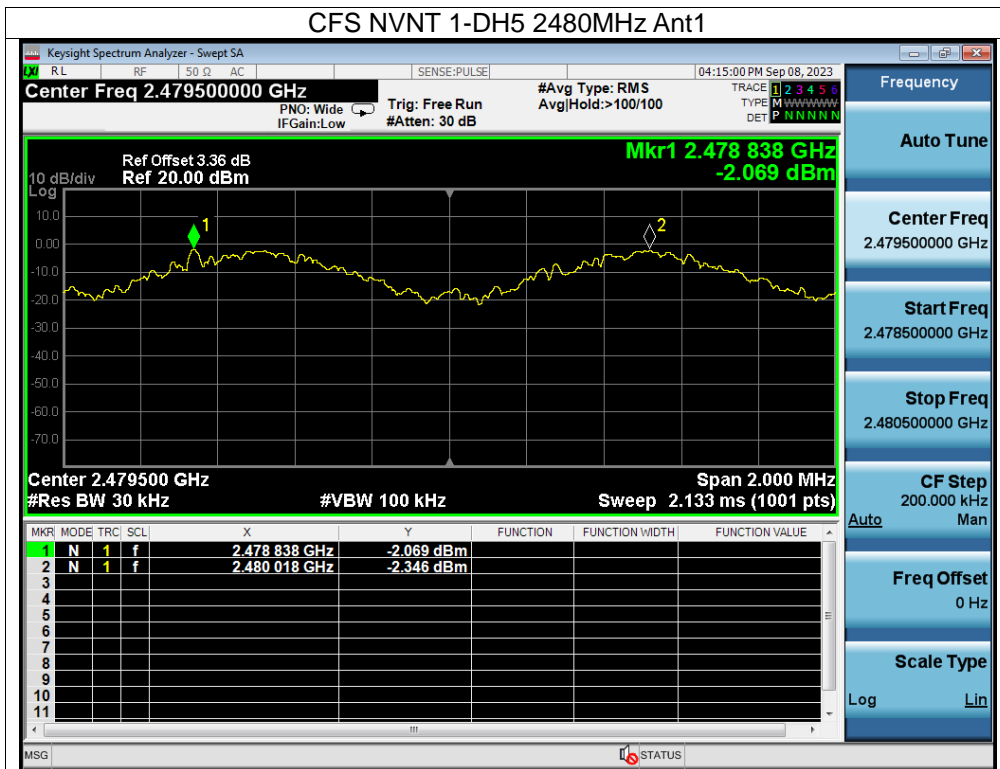 CFS NVNT 1-DH5 2480MHz Ant1
Keysight Spectrum Analyzer - Swept SA
LXI RL RF 50 Ω AC SENSE:PULSE 04:15:00 PM Sep 08, 2023
Center Freq 2.479500000 GHz #Avg Type: RMS TRACE 1 2 3 4 5 6
PNO: Wide Trig: Free Run Avg|Hold:>100/100 TYPE M WWWWW
IFGain:Low #Atten: 30 dB DET P N N N N N
Mkr1 2.478 838 GHz
-2.069 dBm
Ref Offset 3.36 dB
10 dB/div Ref 20.00 dBm
Log
10.0
0.00
-10.0
-20.0
-30.0
-40.0
-50.0
-60.0
-70.0
1
2
Center 2.479500 GHz Span 2.000 MHz
#Res BW 30 kHz #VBW 100 kHz Sweep 2.133 ms (1001 pts)
MKR MODE TRC SCL X Y FUNCTION FUNCTION WIDTH FUNCTION VALUE
1 N 1 f 2.478 838 GHz -2.069 dBm
2 N 1 f 2.480 018 GHz -2.346 dBm
3
4
5
6
7
8
9
10
11
MSG STATUS
Frequency
Auto Tune
Center Freq
2.479500000 GHz
Start Freq
2.478500000 GHz
Stop Freq
2.480500000 GHz
CF Step
200.000 kHz
Auto Man
Freq Offset
0 Hz
Scale Type
Log Lin